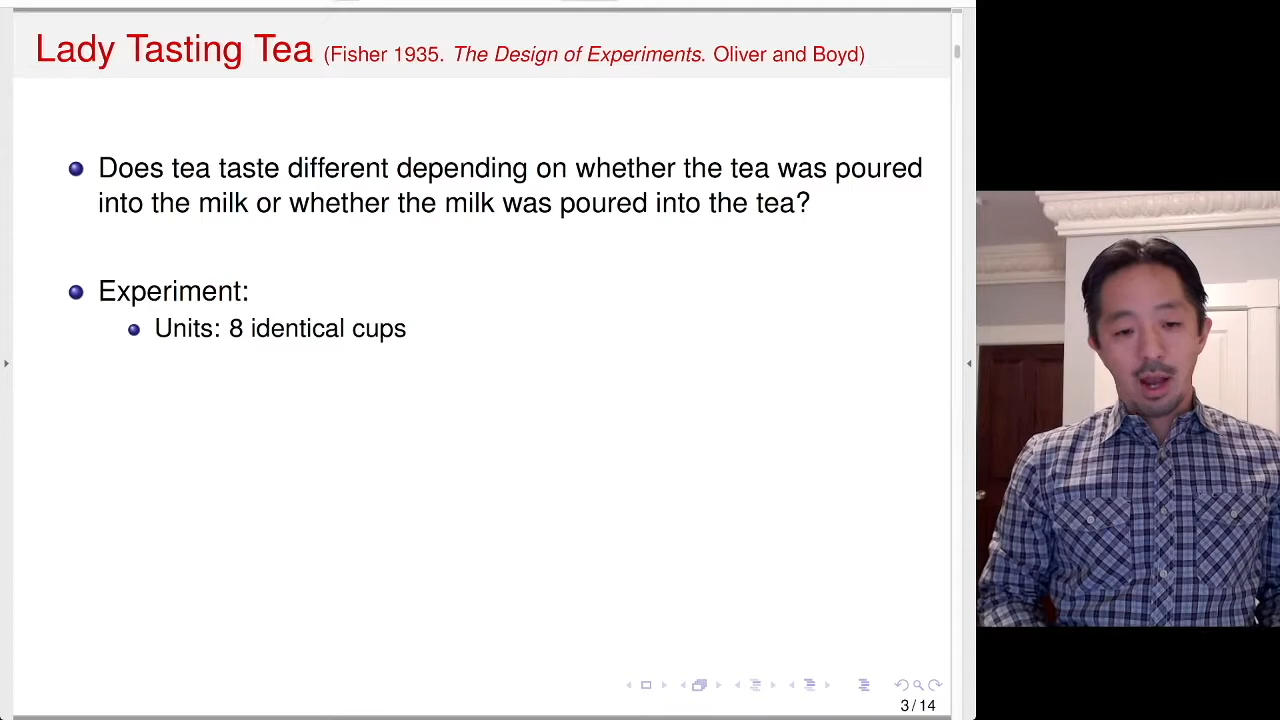 Lady Tasting Tea (Fisher 1935. The Design of Experiments. Oliver and Boyd)
Does tea taste different depending on whether the tea was poured
into the milk or whether the milk was poured into the tea?
Experiment:
Units: 8 identical cups
3 / 14